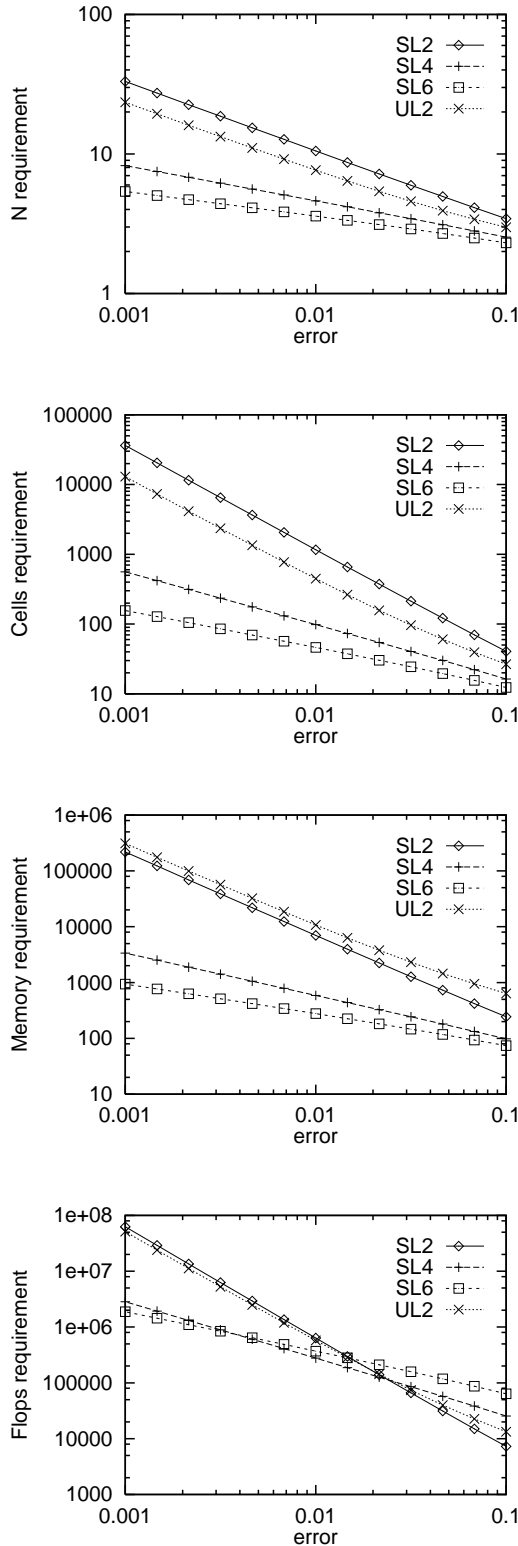 100
10
1
N requirement
SL2
SL4
SL6
UL2
0.001
0.01
0.1
error
100000
10000
1000
100
10
Cells requirement
SL2
SL4
SL6
UL2
0.001
0.01
0.1
error
1e+06
100000
10000
1000
100
10
Memory requirement
SL2
SL4
SL6
UL2
0.001
0.01
0.1
error
1e+08
1e+07
1e+06
100000
10000
1000
Flops requirement
SL2
SL4
SL6
UL2
0.001
0.01
0.1
error